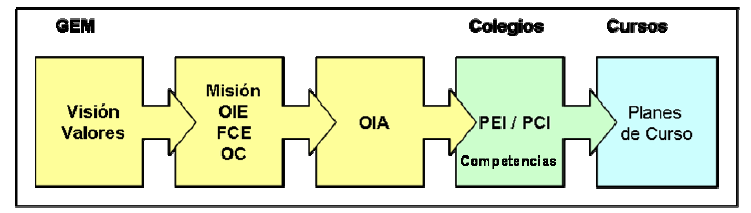 GEM
Colegios
Cursos
Visión
Valores
Misión
OIE
FCE
OC
OIA
PEI / PCI
Competencias
Planes
de Curso